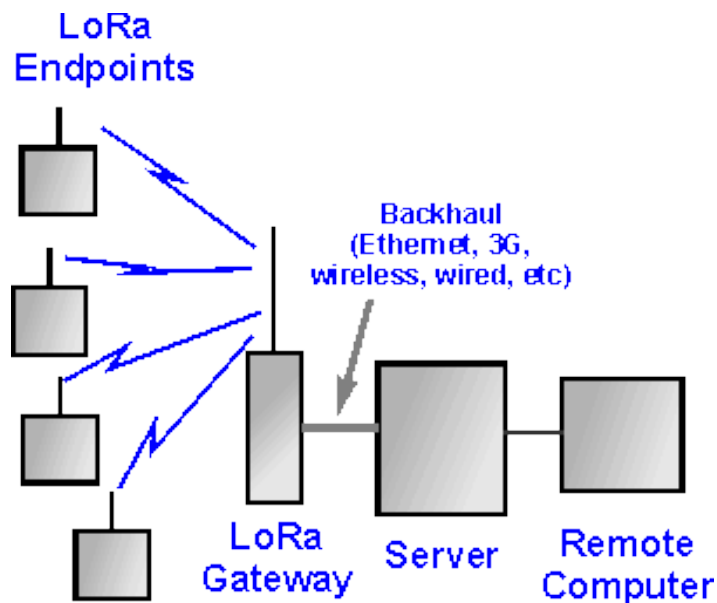 LoRa
Endpoints
Backhaul
(Ethernet, 3G,
wireless, wired, etc)
LoRa
Gateway
Server
Remote
Computer